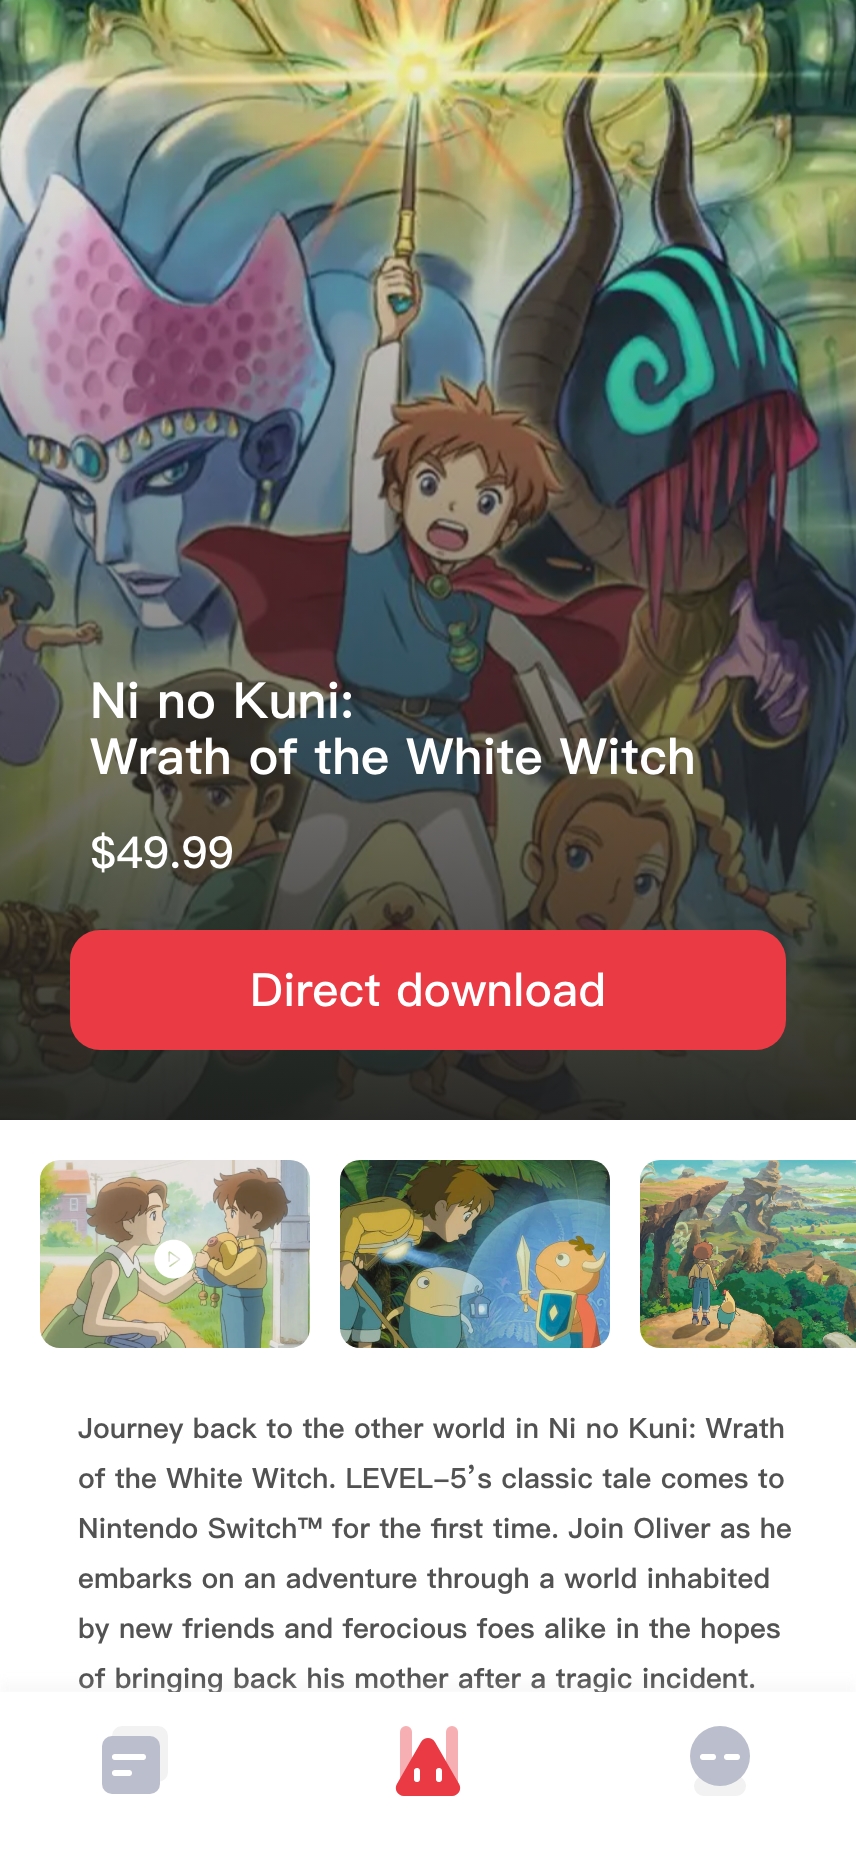 Ni no Kuni:
Wrath of the White Witch
$49.99
Direct download
Journey back to the other world in Ni no Kuni: Wrath
of the White Witch. LEVEL–5’s classic tale comes to
Nintendo Switch™ for the first time. Join Oliver as he
embarks on an adventure through a world inhabited
by new friends and ferocious foes alike in the hopes
of bringing back his mother after a tragic incident.